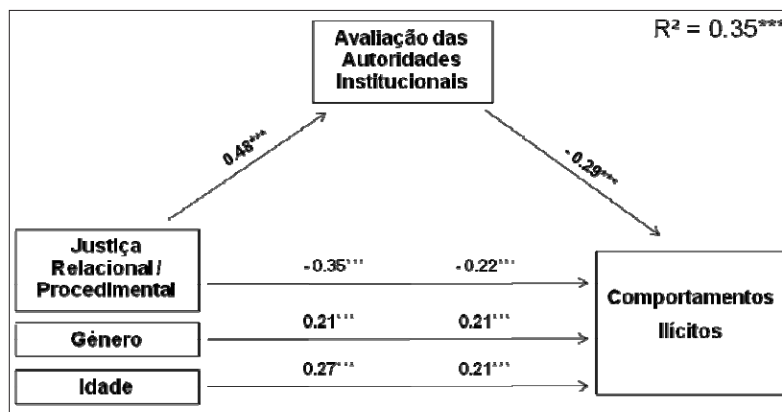 R² = 0.35***
Avaliação das
Autoridades
Institucionais
0.48***
- 0.29***
Justiça
Relacional /
Procedimental
- 0.35*** - 0.22***
Comportamentos
Ilícitos
Género
0.21*** 0.21***
Idade
0.27*** 0.21***